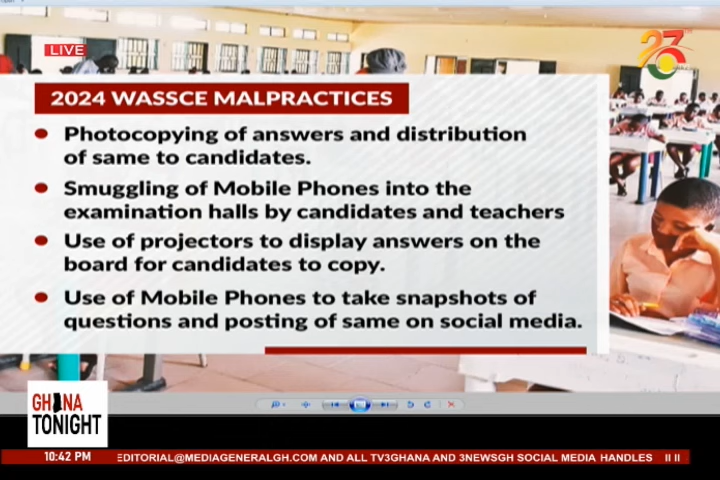 LIVE
27
2024 WASSCE MALPRACTICES
Photocopying of answers and distribution
of same to candidates.
Smuggling of Mobile Phones into the
examination halls by candidates and teachers
Use of projectors to display answers on the
board for candidates to copy.
Use of Mobile Phones to take snapshots of
questions and posting of same on social media.
GHANA
TONIGHT
10:42 PM EDITORIAL@MEDIAGENERALGH.COM AND ALL TV3GHANA AND 3NEWSGH SOCIAL MEDIA HANDLES